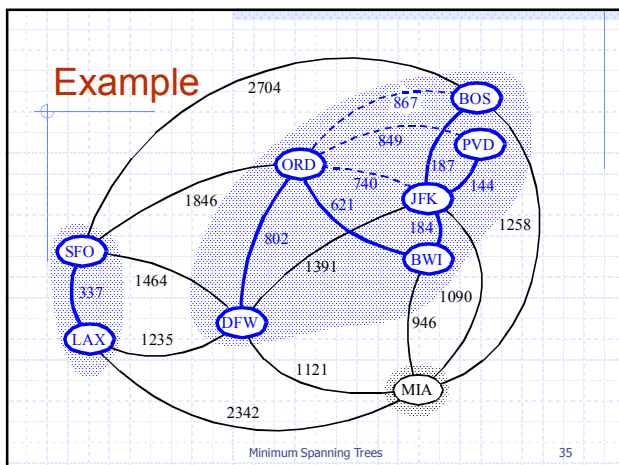 Example
2704
867
BOS
849
PVD
ORD
740
187
144
1846
621
JFK
802
184
1258
SFO
1464
1391
BWI
337
1090
946
DFW
LAX
1235
1121
MIA
2342
Minimum Spanning Trees 35